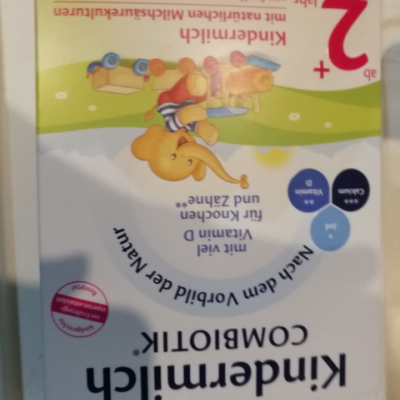 Kindermilch
COMBIOTIK®
Nach dem Vorbild der Natur
mit viel
Vitamin D
für Knochen
und Zähne**
Jod
Calcium
Vitamin
D
ab
2+
Jahr
Kindermilch
mit natürlichen Milchsäurekulturen